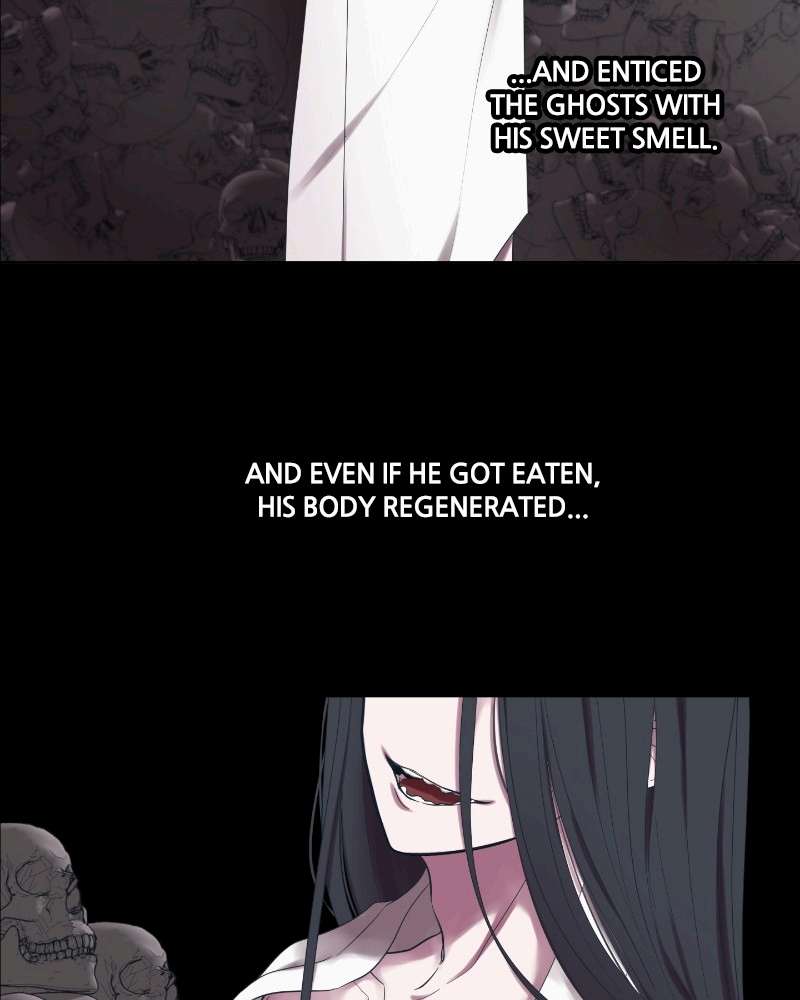 ...AND ENTICED
THE GHOSTS WITH
HIS SWEET SMELL.
AND EVEN IF HE GOT EATEN,
HIS BODY REGENERATED...